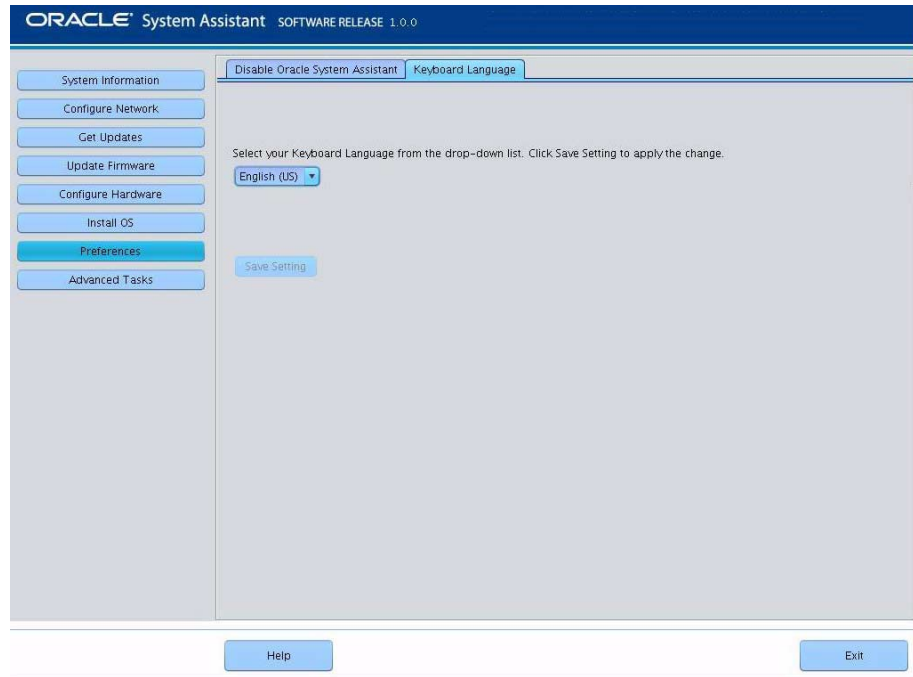 ORACLE System Assistant SOFTWARE RELEASE 1.0.0
System Information
Configure Network
Get Updates
Update Firmware
Configure Hardware
Install OS
Preferences
Advanced Tasks
Disable Oracle System Assistant Keyboard Language
Select your Keyboard Language from the drop-down list. Click Save Setting to apply the change.
English (US)
Save Setting
Help Exit